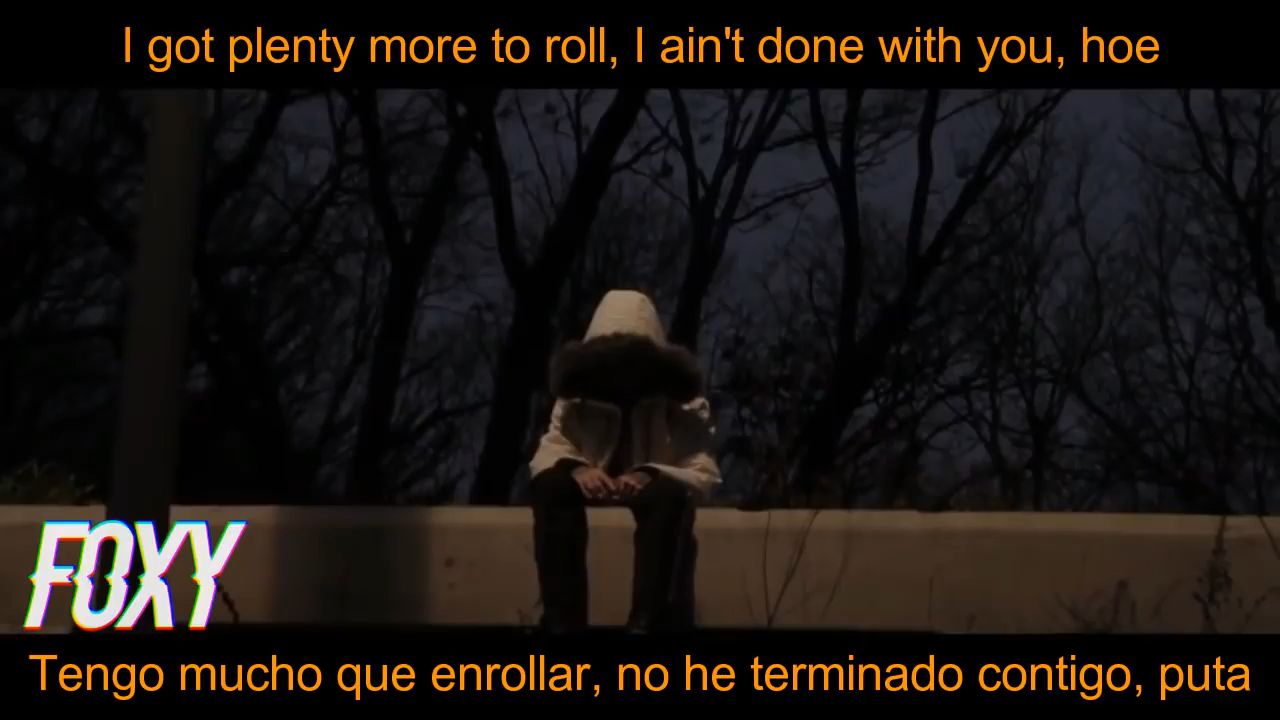 I got plenty more to roll, I ain't done with you, hoe
FOXY
Tengo mucho que enrollar, no he terminado contigo, puta